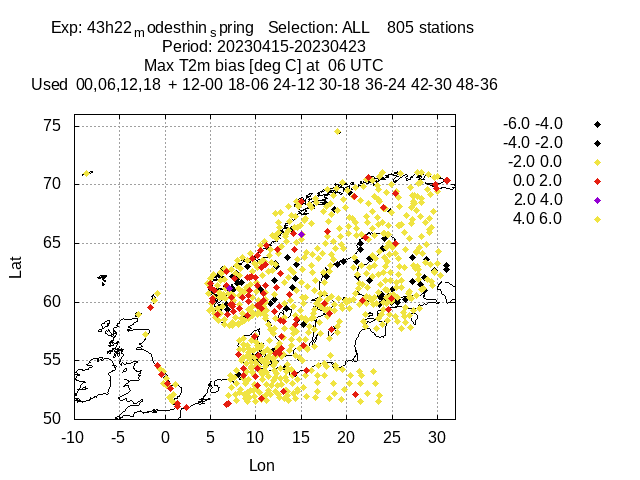 Exp: 43h22modesthinspring Selection: ALL 805 stations
Period: 20230415-20230423
Max T2m bias [deg C] at 06 UTC
Used 00,06,12,18 + 12-00 18-06 24-12 30-18 36-24 42-30 48-36
-6.0 -4.0
-4.0 -2.0
-2.0 0.0
0.0 2.0
2.0 4.0
4.0 6.0
Lat
75
70
65
60
55
50
-10 -5 0 5 10 15 20 25 30
Lon